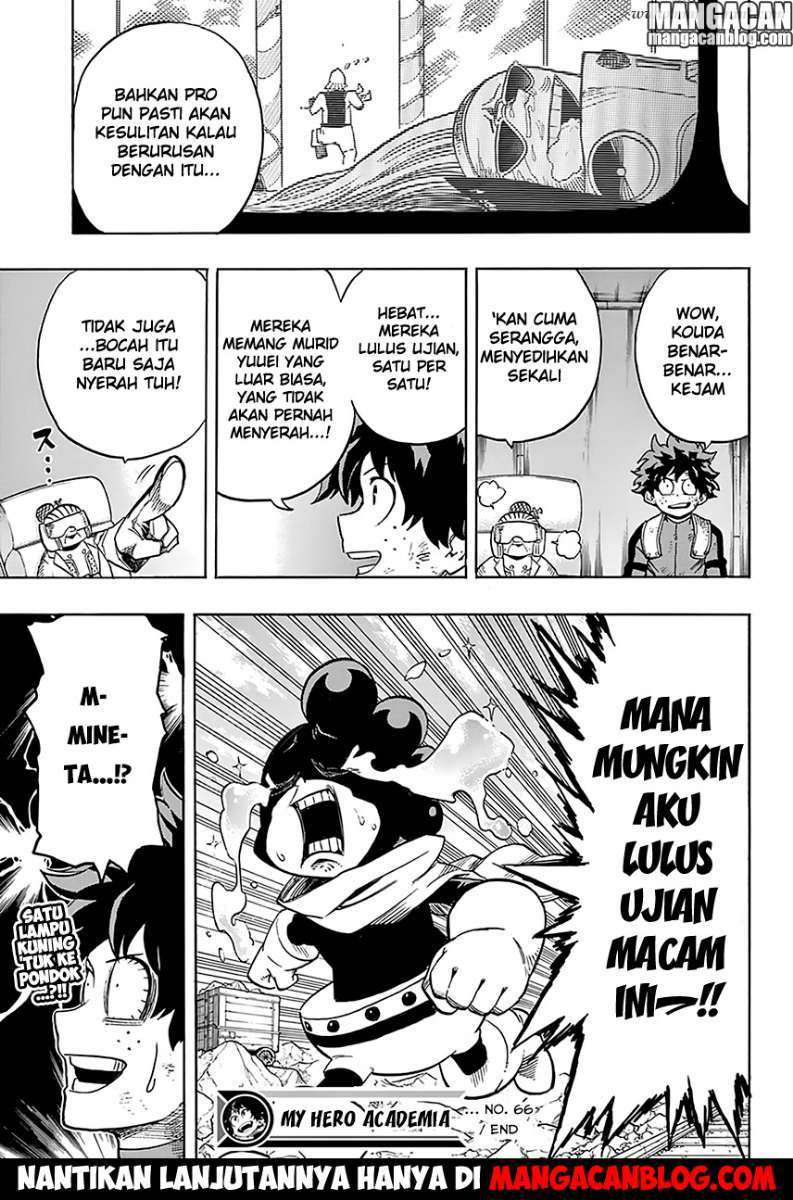 MANGACAN
mangacanblog.com
BAHKAN PRO
PUN PASTI AKAN
KESULITAN KALAU
BERURUSAN
DENGAN ITU...
WOW,
KOUDA
BENAR-
BENAR...
KEJAM
'KAN CUMA
SERANGGA,
MENYEDIHKAN
SEKALI
HEBAT...
MEREKA
LULUS UJIAN,
SATU PER
SATU!
MEREKA
MEMANG MURID
YUUEI YANG
LUAR BIASA,
YANG TIDAK
AKAN PERNAH
MENYERAH...!
TIDAK JUGA
...BOCAH ITU
BARU SAJA
NYERAH TUH!
ス...
MANA
MUNGKIN
AKU
LULUS
UJIAN
MACAM
INI—!!
M-
MINE-
TA...!?
SATU
LAMPU
KUNING
'TUK KE
PONDOK
...?!!
MY HERO ACADEMIA
... NO. 66
/ END
NANTIKAN LANJUTANNYA HANYA DI MANGACANBLOG.COM